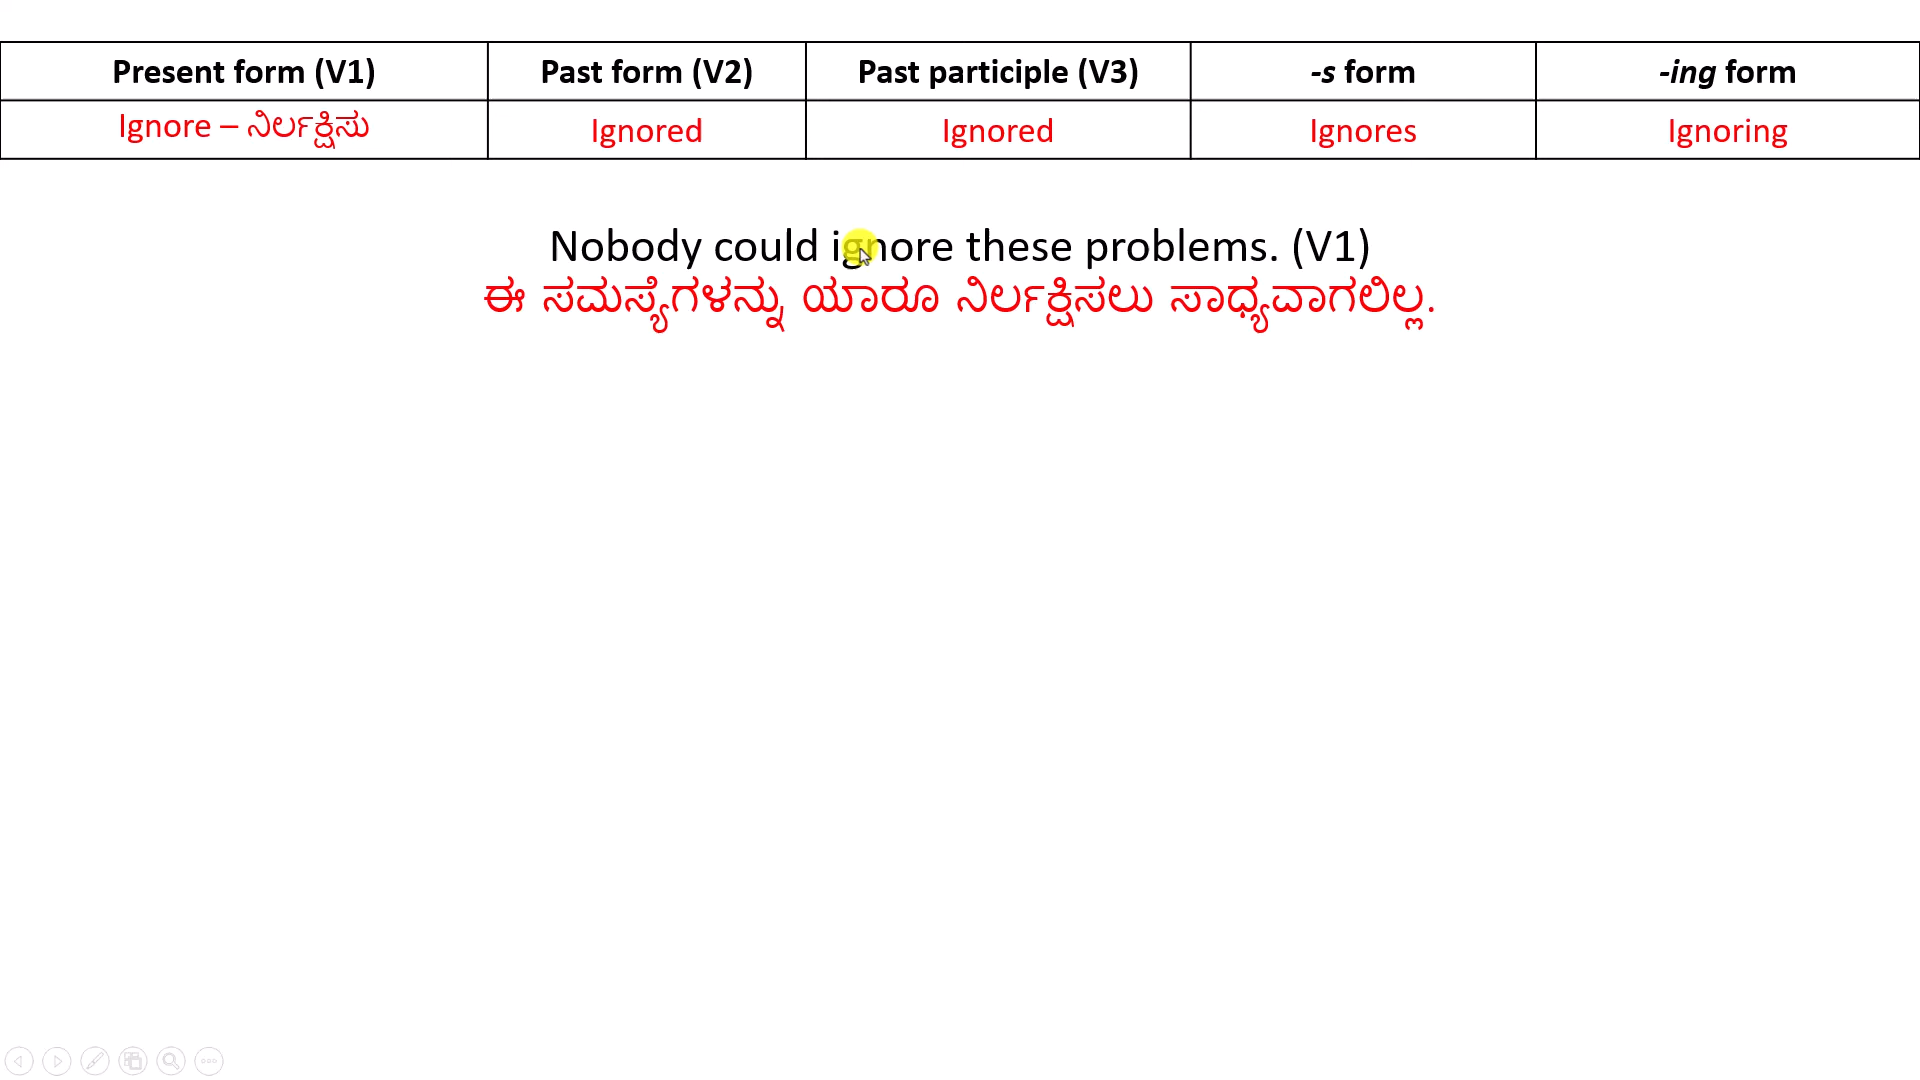 Present form (V1) Past form (V2) Past participle (V3) -s form -ing form
Ignore – ನಿರ್ಲಕ್ಷಿಸು Ignored Ignored Ignores Ignoring
Nobody could ignore these problems. (V1)
ಈ ಸಮಸ್ಯೆಗಳನ್ನು ಯಾರೂ ನಿರ್ಲಕ್ಷಿಸಲು ಸಾಧ್ಯವಾಗಲಿಲ್ಲ.